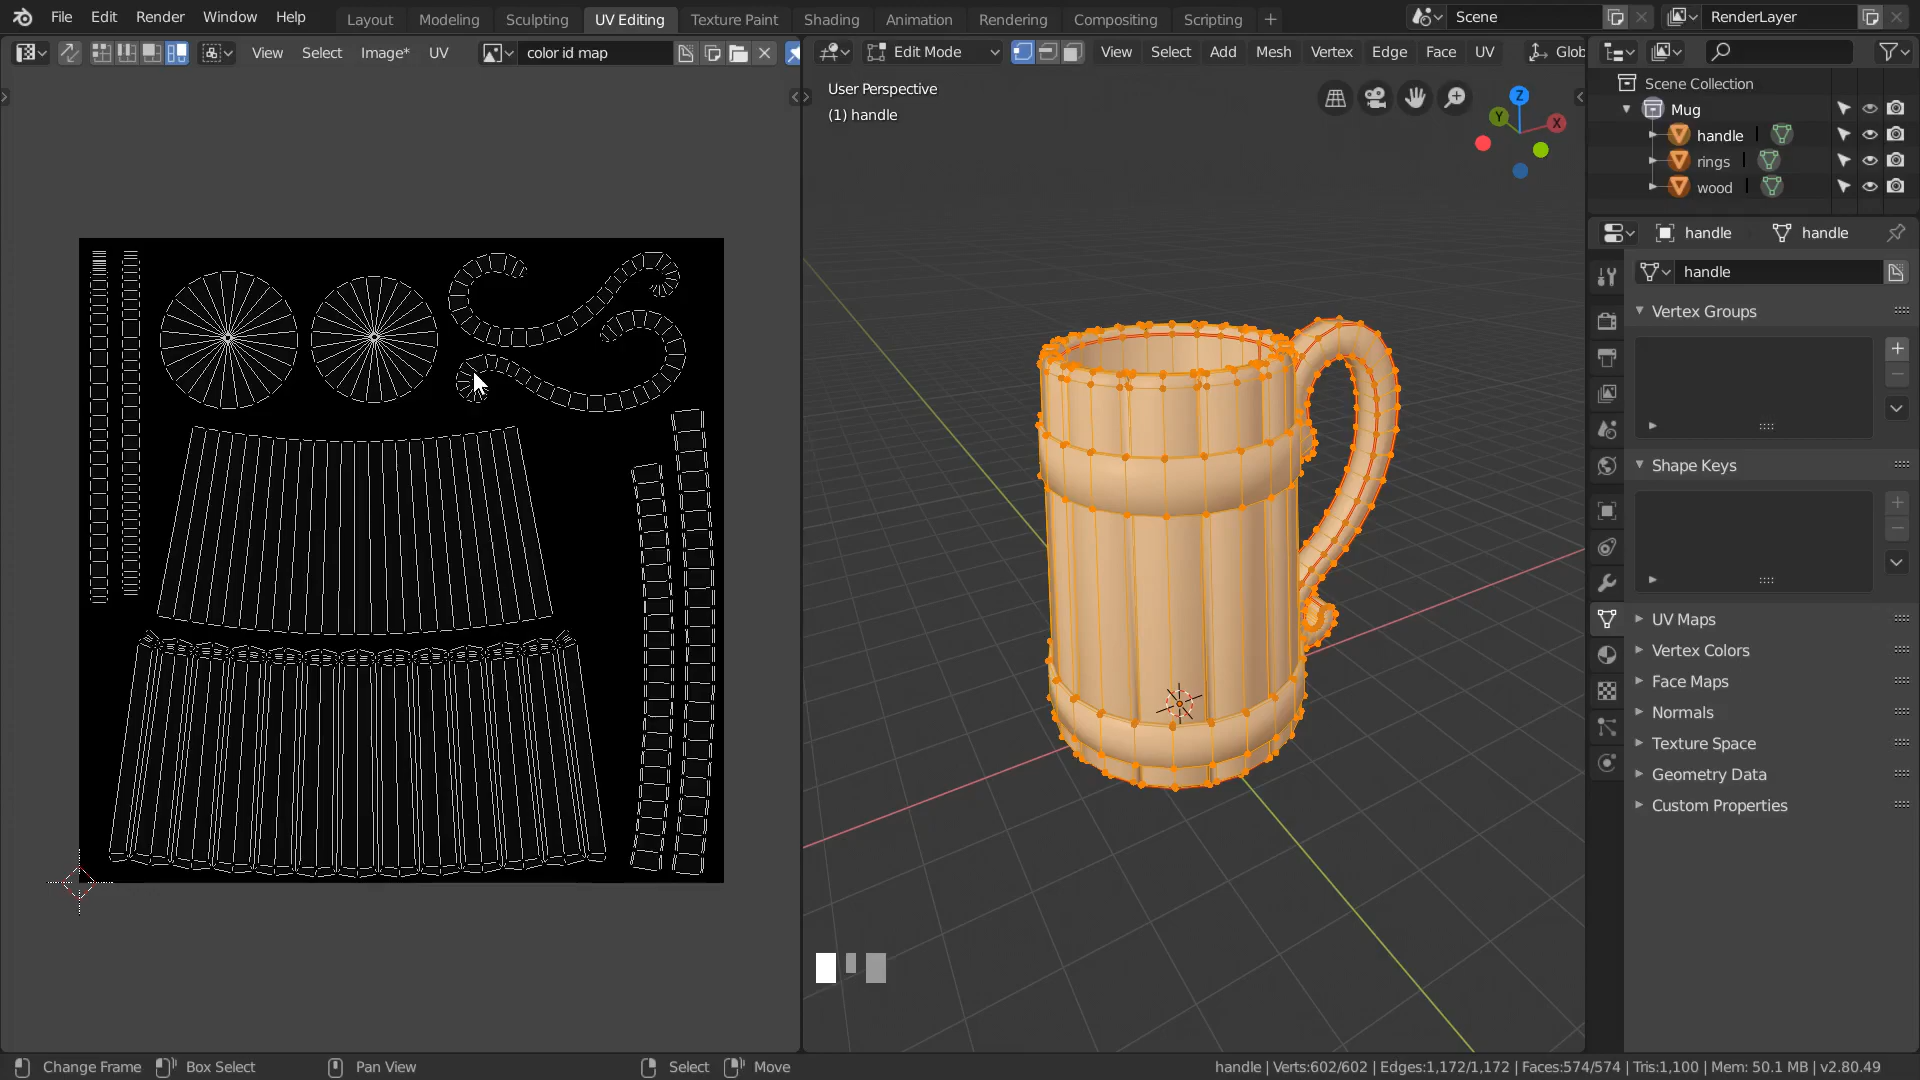 File Edit Render Window Help
Layout Modeling Sculpting UV Editing Texture Paint Shading Animation Rendering Compositing Scripting +
Scene
RenderLayer
View Select Image* UV
color id map
Edit Mode
View Select Add Mesh Vertex Edge Face UV
Glob
User Perspective
(1) handle
Z
Y
X
Scene Collection
Mug
handle
rings
wood
handle
handle
handle
Vertex Groups
Shape Keys
UV Maps
Vertex Colors
Face Maps
Normals
Texture Space
Geometry Data
Custom Properties
Change Frame Box Select Pan View Select Move
handle | Verts:602/602 | Edges:1,172/1,172 | Faces:574/574 | Tris:1,100 | Mem: 50.1 MB | v2.80.49